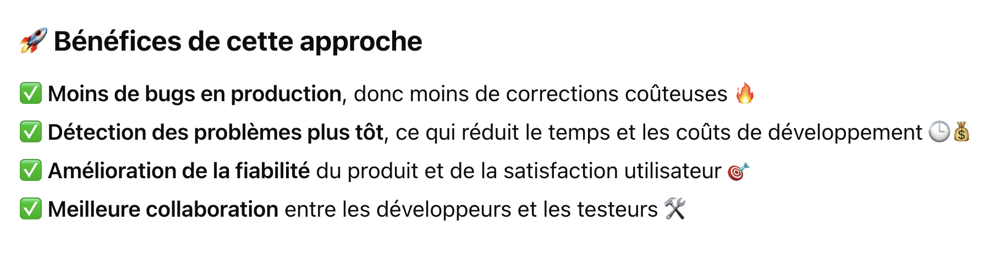 🚀 Bénéfices de cette approche
✅ Moins de bugs en production, donc moins de corrections coûteuses 🔥
✅ Détection des problèmes plus tôt, ce qui réduit le temps et les coûts de développement 🕒💰
✅ Amélioration de la fiabilité du produit et de la satisfaction utilisateur 🎯
✅ Meilleure collaboration entre les développeurs et les testeurs 🛠️